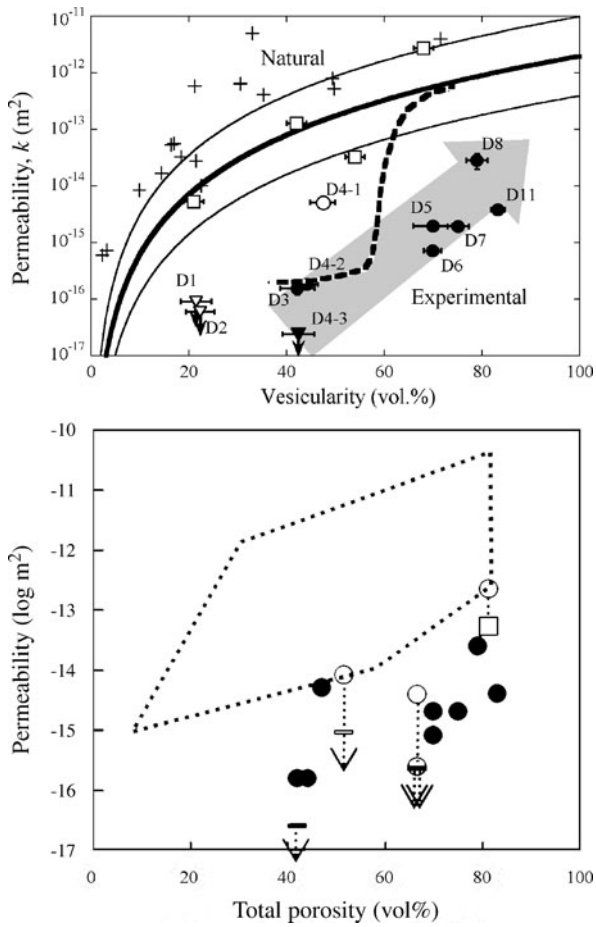 10⁻¹¹
10⁻¹²
10⁻¹³
10⁻¹⁴
10⁻¹⁵
10⁻¹⁶
10⁻¹⁷
Permeability, k (m²)
Natural
D8
D4-1
D11
D5
D7
D6
D4-2
D3
D1
D2
D4-3
Experimental
0 20 40 60 80 100
Vesicularity (vol.%)
-10
-11
-12
-13
-14
-15
-16
-17
Permeability (log m²)
0 20 40 60 80 100
Total porosity (vol%)